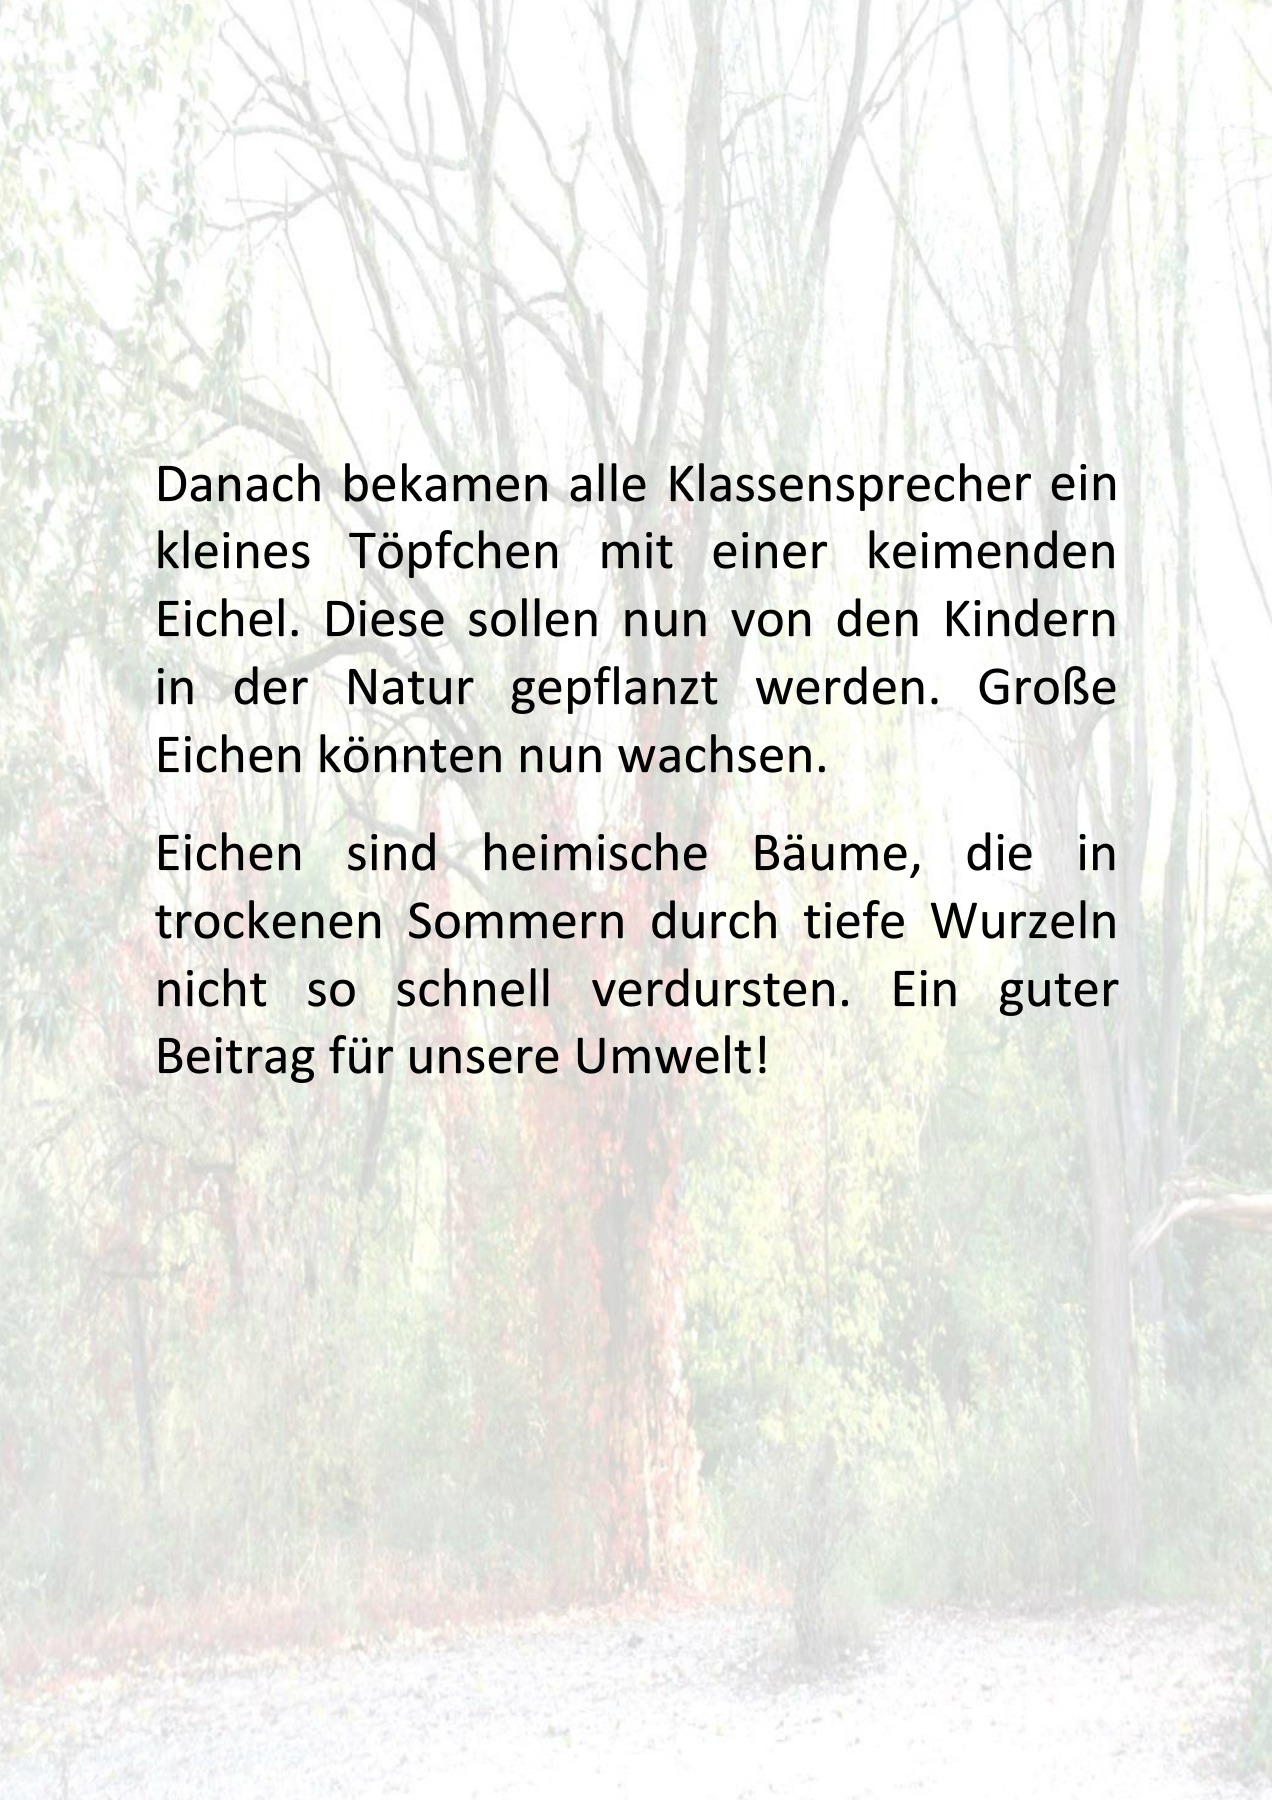 Danach bekamen alle Klassensprecher ein
kleines Töpfchen mit einer keimenden
Eichel. Diese sollen nun von den Kindern
in der Natur gepflanzt werden. Große
Eichen könnten nun wachsen.
Eichen sind heimische Bäume, die in
trockenen Sommern durch tiefe Wurzeln
nicht so schnell verdursten. Ein guter
Beitrag für unsere Umwelt!